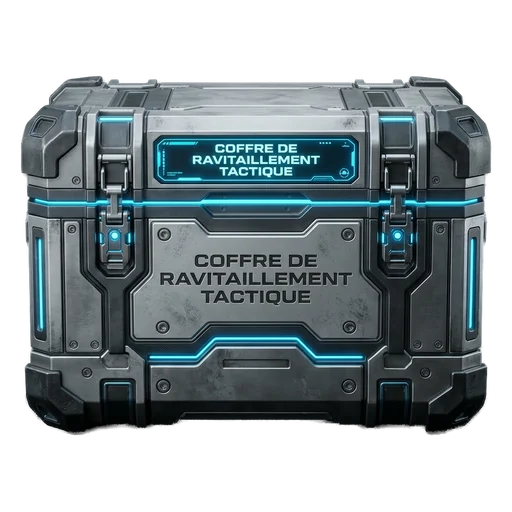 COFFRE DE
RAVITAILLEMENT
TACTIQUE
COFFRE DE
RAVITAILLEMENT
TACTIQUE